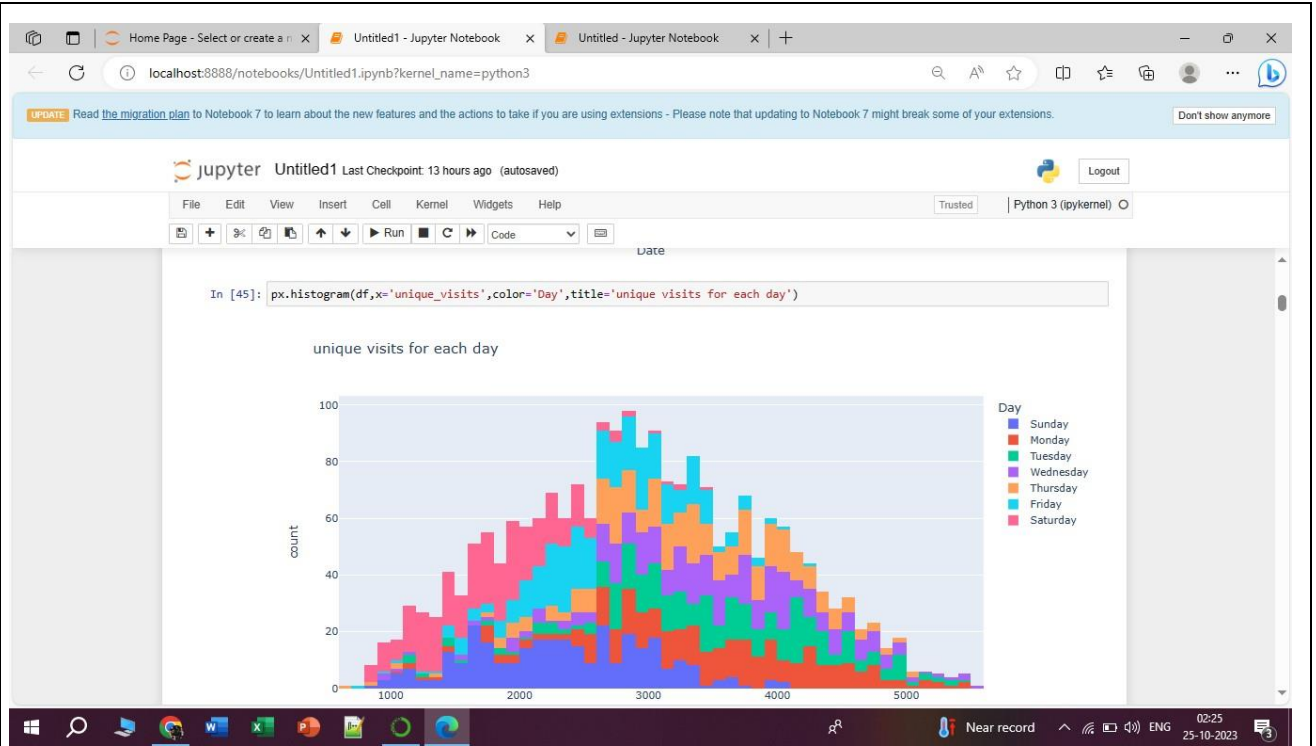 Home Page - Select or create a n
Untitled1 - Jupyter Notebook
Untitled - Jupyter Notebook
localhost:8888/notebooks/Untitled1.ipynb?kernel_name=python3
UPDATE Read the migration plan to Notebook 7 to learn about the new features and the actions to take if you are using extensions - Please note that updating to Notebook 7 might break some of your extensions. Don't show anymore
jupyter Untitled1 Last Checkpoint: 13 hours ago (autosaved) Logout
File Edit View Insert Cell Kernel Widgets Help Trusted Python 3 (ipykernel)
Run Code
Date
In [45]: px.histogram(df,x='unique_visits',color='Day',title='unique visits for each day')
unique visits for each day
100
80
60
40
20
0
count
1000 2000 3000 4000 5000
Day
Sunday
Monday
Tuesday
Wednesday
Thursday
Friday
Saturday
Near record ENG 02:25
25-10-2023